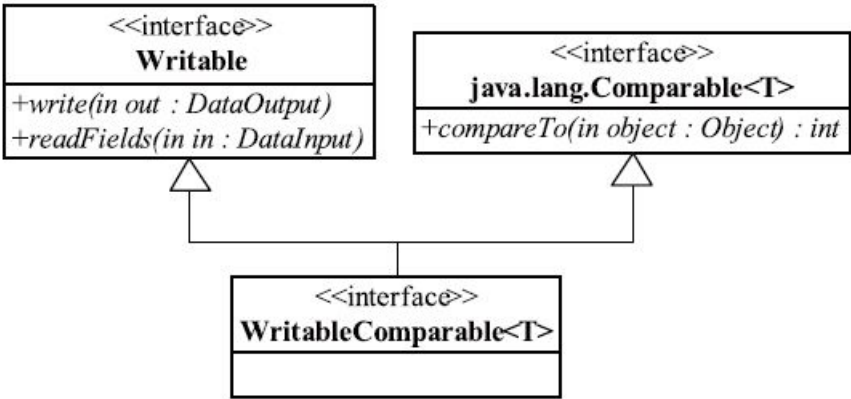 <<interface>>
Writable
+write(in out : DataOutput)
+readFields(in in : DataInput)
<<interface>>
java.lang.Comparable<T>
+compareTo(in object : Object) : int
<<interface>>
WritableComparable<T>